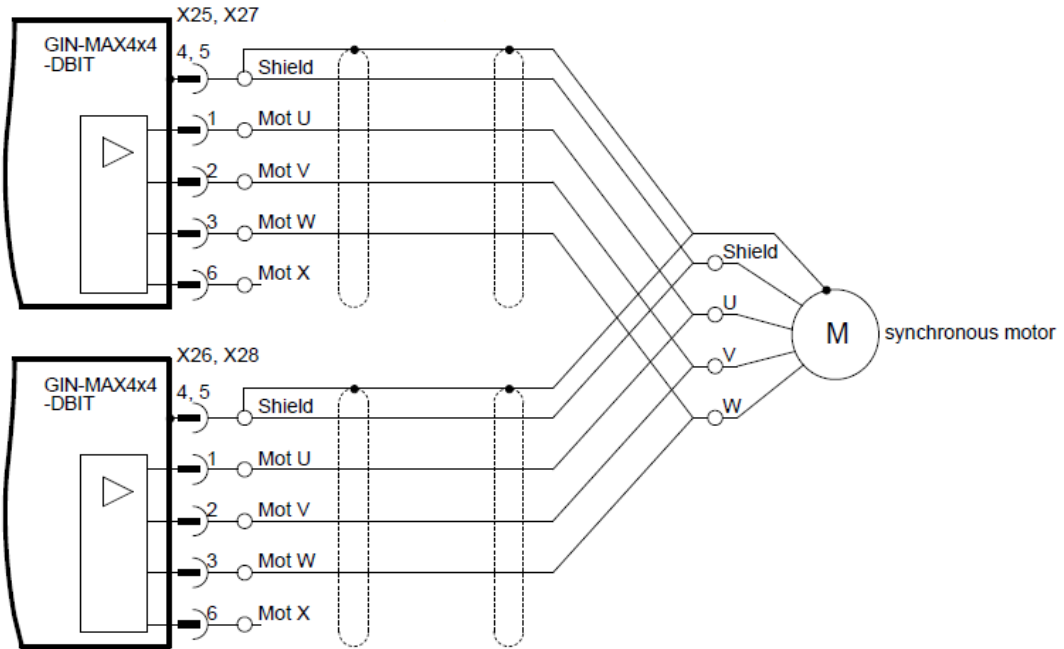 X25, X27
GIN-MAX4x4
-DBIT
4, 5
Shield
1
Mot U
2
Mot V
3
Mot W
6
Mot X
Shield
U
V
W
M
synchronous motor
X26, X28
GIN-MAX4x4
-DBIT
4, 5
Shield
1
Mot U
2
Mot V
3
Mot W
6
Mot X